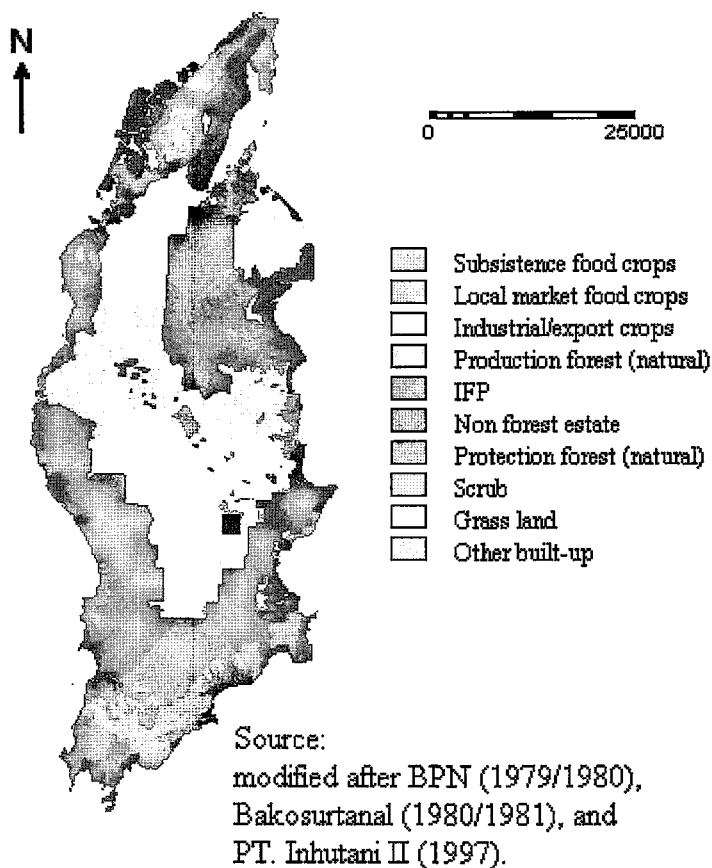 N
0 25000
Subsistence food crops
Local market food crops
Industrial/export crops
Production forest (natural)
IFP
Non forest estate
Protection forest (natural)
Scrub
Grass land
Other built-up
Source:
modified after BPN (1979/1980),
Bakosurtanal (1980/1981), and
PT. Inhutani II (1997).